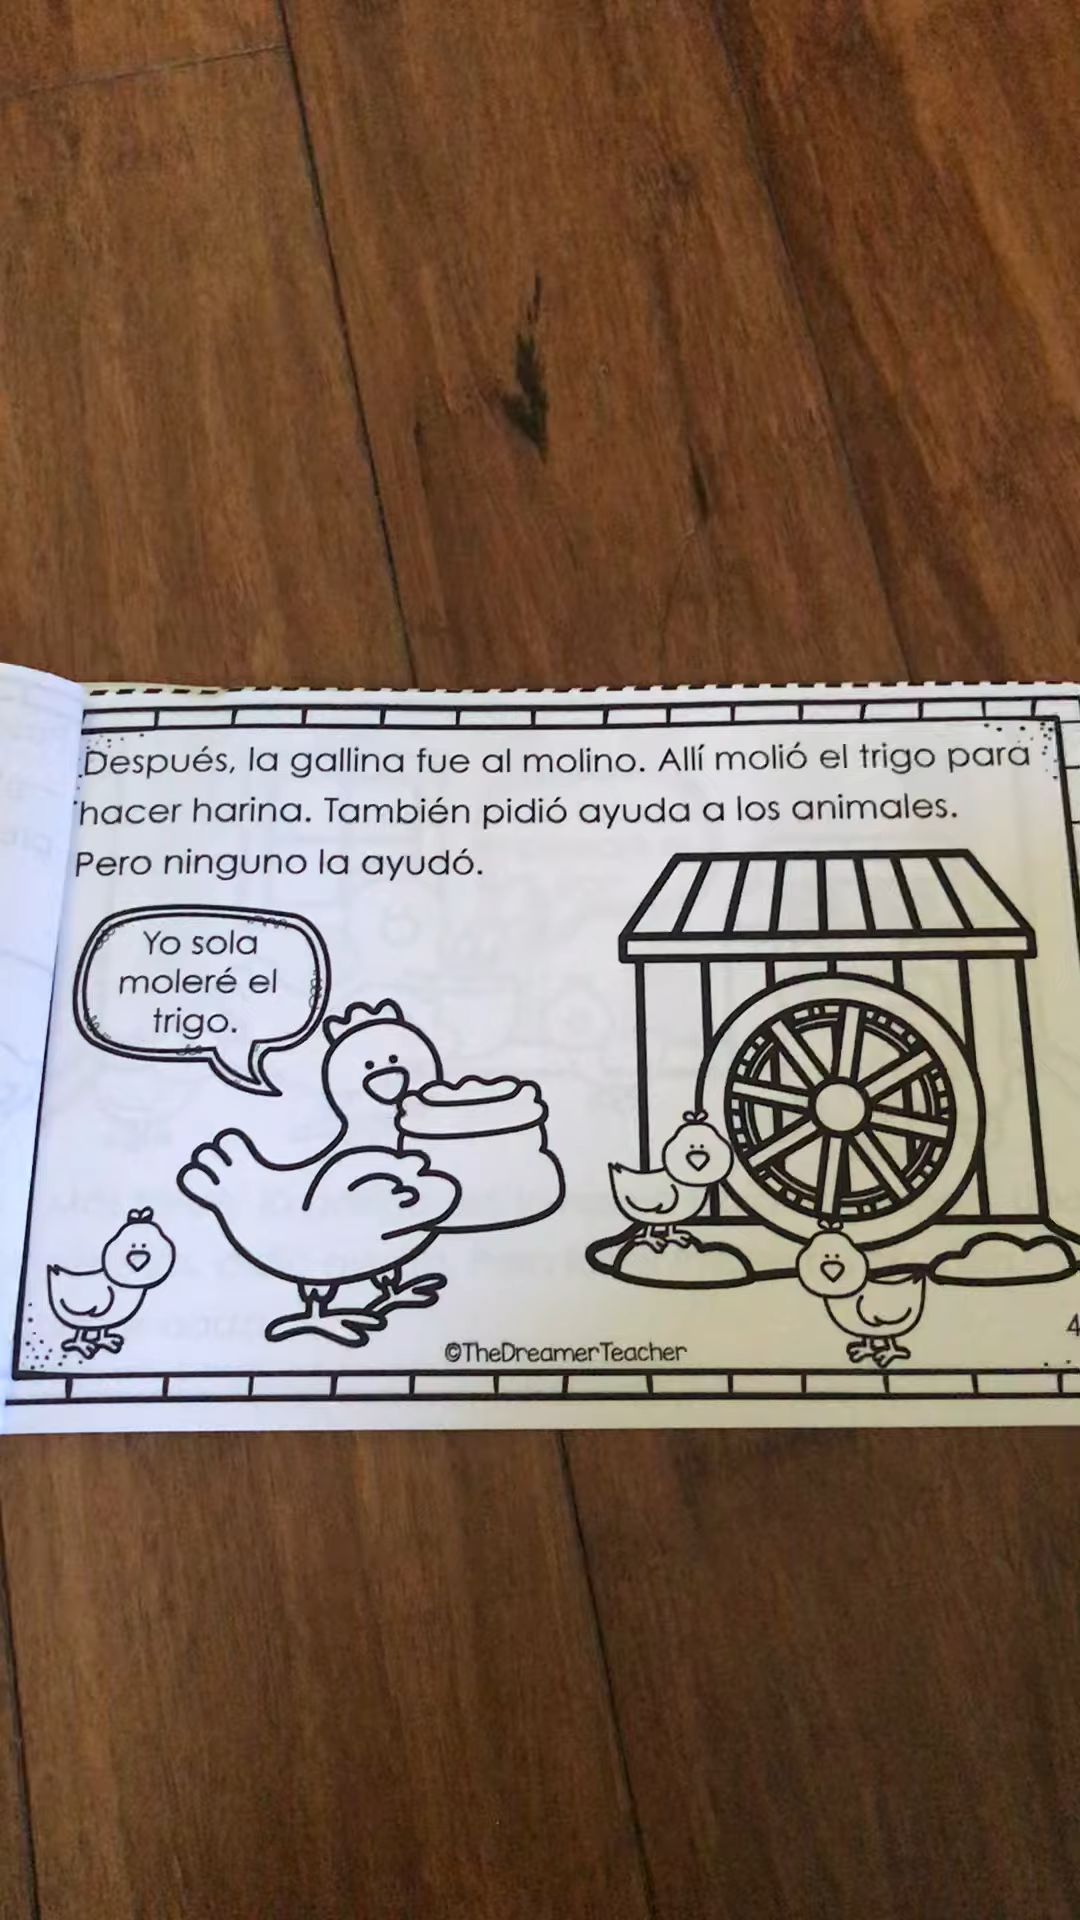 Después, la gallina fue al molino. Allí molió el trigo para
hacer harina. También pidió ayuda a los animales.
Pero ninguno la ayudó.
Yo sola
moleré el
trigo.
©TheDreamerTeacher
4